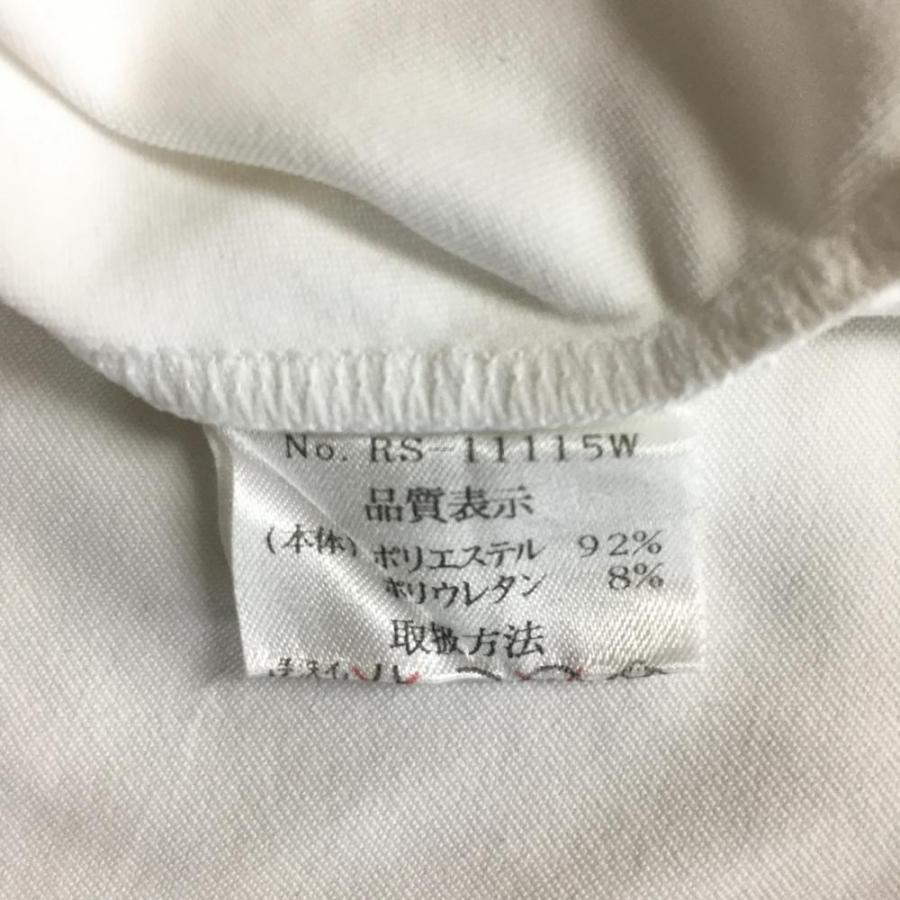 No. RS-11115W
品質表示
(本体) ポリエステル 92%
ポリウレタン 8%
取扱方法